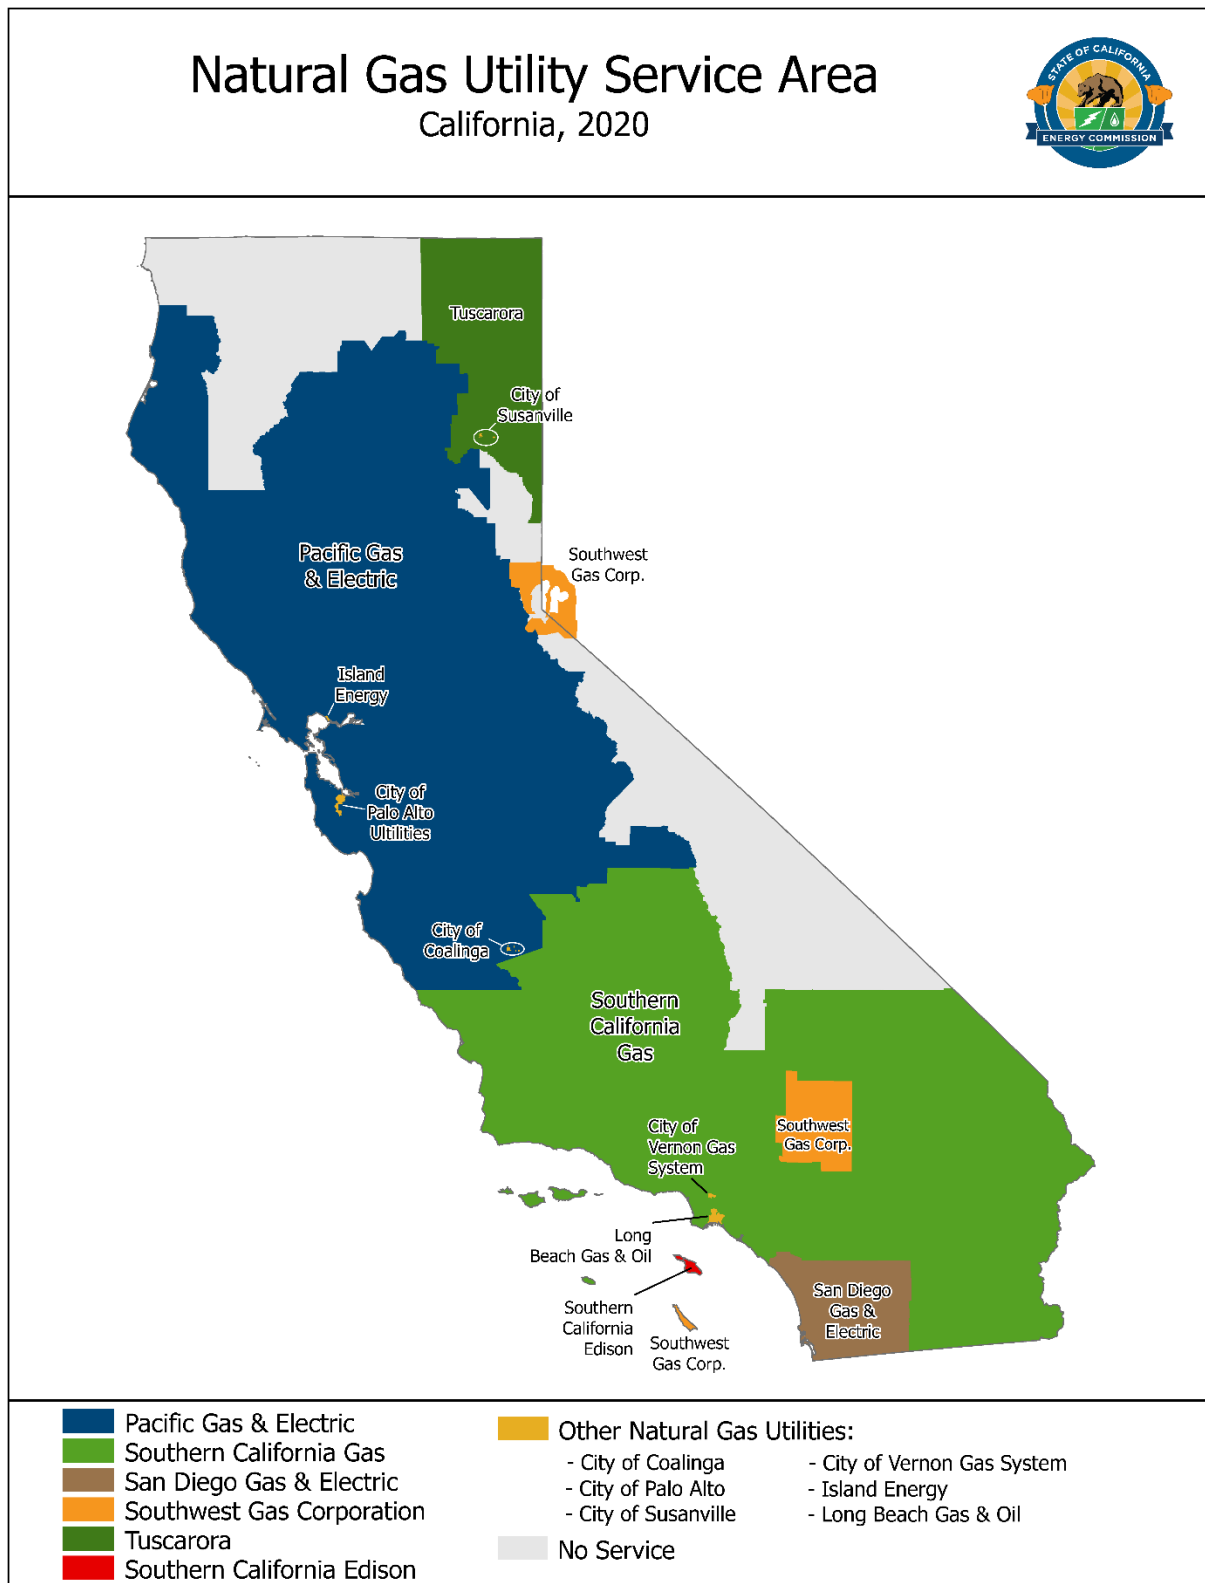 Natural Gas Utility Service Area
California, 2020
STATE OF CALIFORNIA
ENERGY COMMISSION
Tuscarora
City of
Susanville
Pacific Gas
& Electric
Southwest
Gas Corp.
Island
Energy
City of
Palo Alto
Ultilities
City of
Coalinga
Southern
California
Gas
City of
Vernon Gas
System
Southwest
Gas Corp.
Long
Beach Gas & Oil
Southern
California
Edison
Southwest
Gas Corp.
San Diego
Gas &
Electric
Pacific Gas & Electric
Southern California Gas
San Diego Gas & Electric
Southwest Gas Corporation
Tuscarora
Southern California Edison
Other Natural Gas Utilities:
- City of Coalinga
- City of Palo Alto
- City of Susanville
- City of Vernon Gas System
- Island Energy
- Long Beach Gas & Oil
No Service